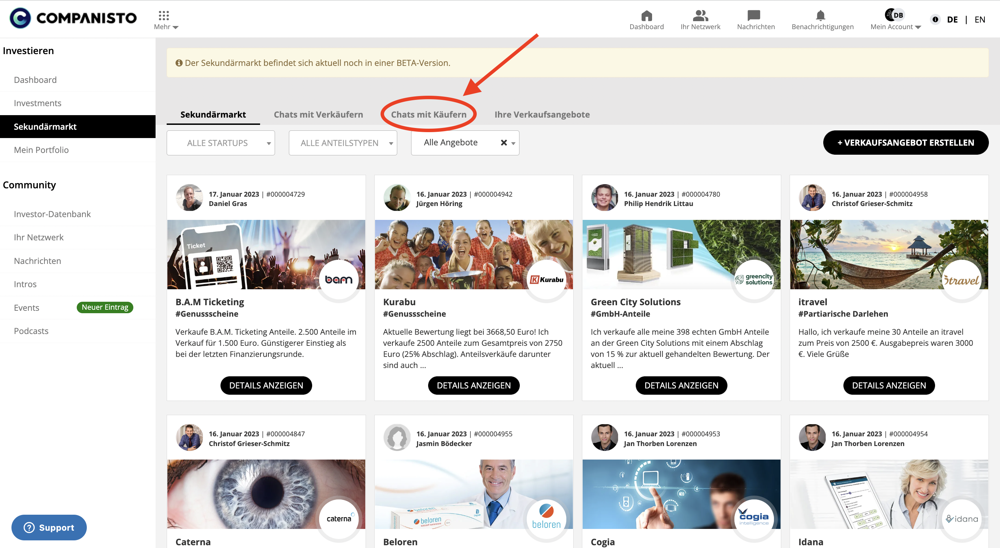 COMPANISTO
Mehr
Dashboard
Ihr Netzwerk
Nachrichten
Benachrichtigungen
DB
Mein Account
DE | EN
Investieren
Dashboard
Investments
Sekundärmarkt
Mein Portfolio
Community
Investor-Datenbank
Ihr Netzwerk
Nachrichten
Intros
Events
Neuer Eintrag
Podcasts
Support
Der Sekundärmarkt befindet sich aktuell noch in einer BETA-Version.
Sekundärmarkt
Chats mit Verkäufern
Chats mit Käufern
Ihre Verkaufsangebote
ALLE STARTUPS
ALLE ANTEILSTYPEN
Alle Angebote
+ VERKAUFSANGEBOT ERSTELLEN
17. Januar 2023 | #000004729
Daniel Gras
Ticket
bam
B.A.M Ticketing
#Genussscheine
Verkaufe B.A.M. Ticketing Anteile. 2.500 Anteile im
Verkauf für 1.500 Euro. Günstigerer Einstieg als
bei der letzten Finanzierungsrunde.
DETAILS ANZEIGEN
16. Januar 2023 | #000004942
Jürgen Höring
K Kurabu
Kurabu
#Genussscheine
Aktuelle Bewertung liegt bei 3668,50 Euro! Ich
verkaufe 2500 Anteile zum Gesamtpreis von 2750
Euro (25% Abschlag). Anteilsverkäufe darunter
sind auch ...
DETAILS ANZEIGEN
16. Januar 2023 | #000004780
Philip Hendrik Littau
greencity
solutions
Green City Solutions
#GmbH-Anteile
Ich verkaufe alle meine 398 echten GmbH Anteile
an der Green City Solutions mit einem Abschlag
von 15 % zur aktuell gehandelten Bewertung. Der
aktuell ...
DETAILS ANZEIGEN
16. Januar 2023 | #000004958
Christof Grieser-Schmitz
itravel
itravel
#Partiarische Darlehen
Hallo, ich verkaufe meine 30 Anteile an itravel
zum Preis von 2500 €. Ausgabepreis waren 3000
€. Viele Grüße
DETAILS ANZEIGEN
16. Januar 2023 | #000004847
Christof Grieser-Schmitz
caterna
Caterna
16. Januar 2023 | #000004955
Jasmin Bödecker
beloren
beloren
beloren
Beloren
16. Januar 2023 | #000004953
Jan Thorben Lorenzen
cogia
intelligence
Cogia
16. Januar 2023 | #000004954
Jan Thorben Lorenzen
idana
Idana